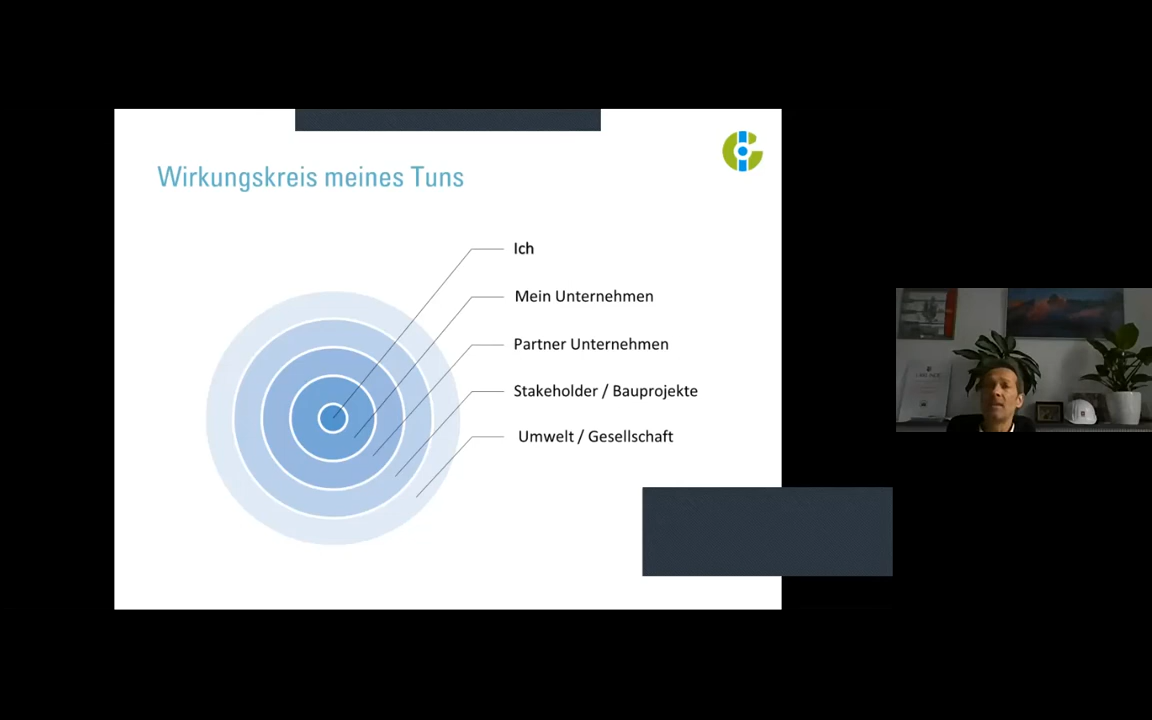 Wirkungskreis meines Tuns
Ich
Mein Unternehmen
Partner Unternehmen
Stakeholder / Bauprojekte
Umwelt / Gesellschaft